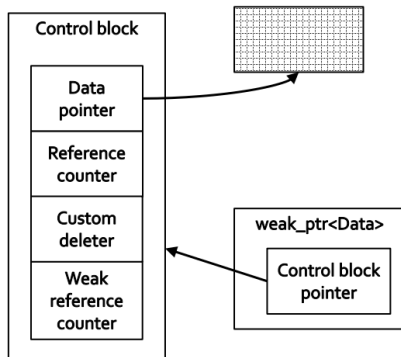 Control block
Data
pointer
Reference
counter
Custom
deleter
Weak
reference
counter
weak_ptr<Data>
Control block
pointer